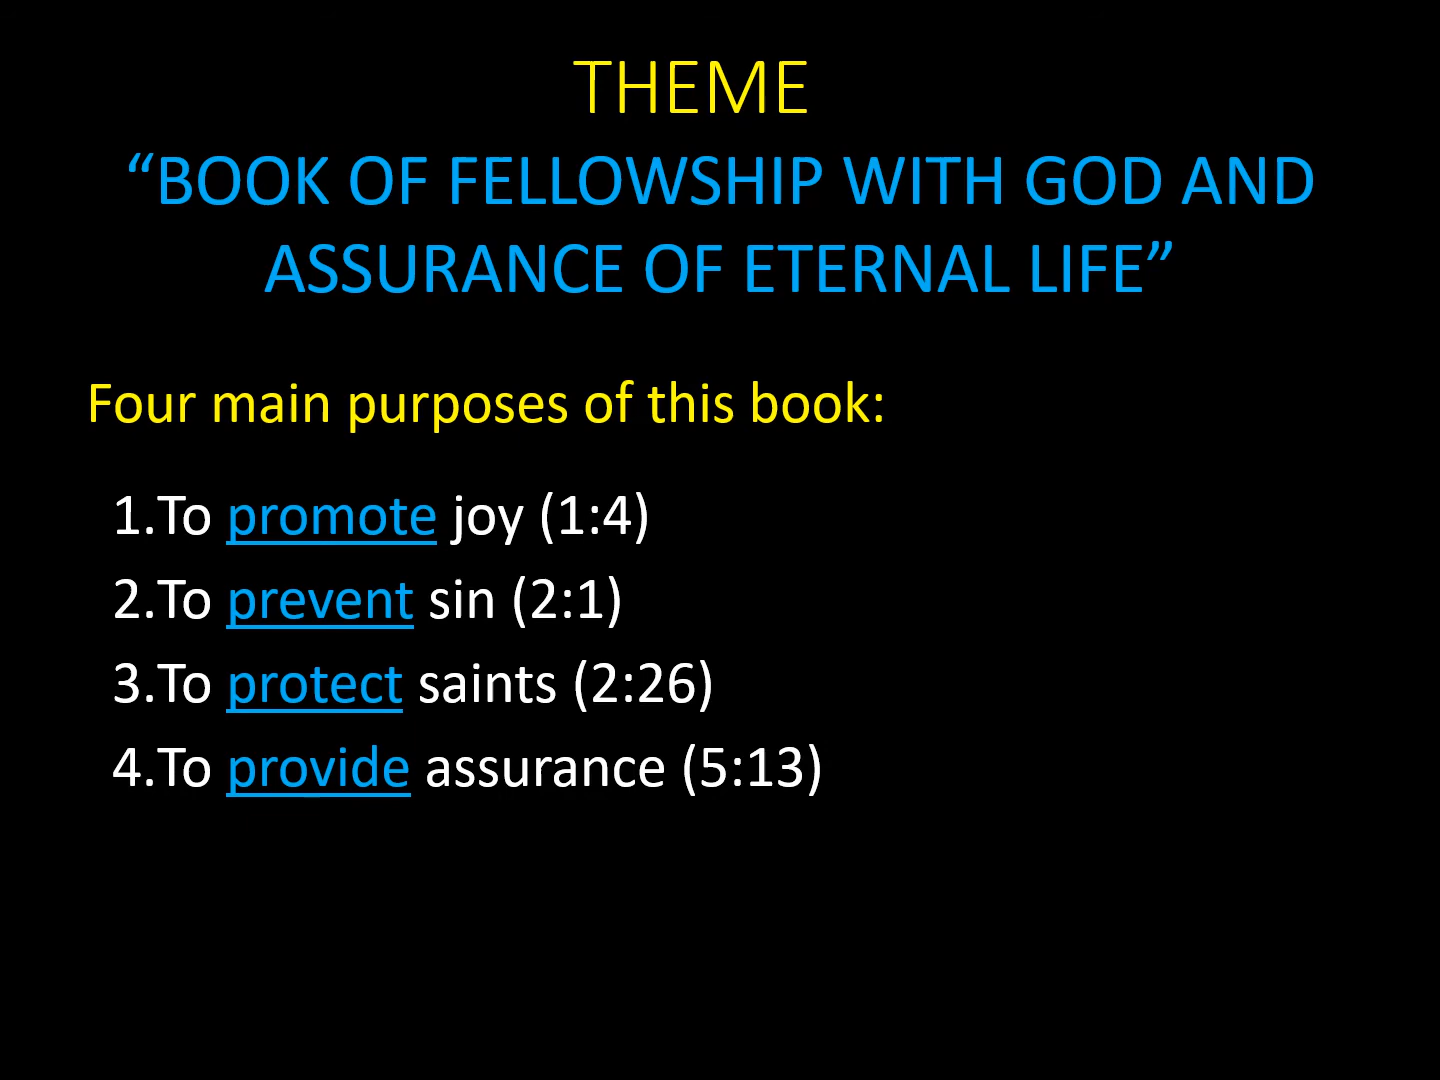 THEME
“BOOK OF FELLOWSHIP WITH GOD AND
ASSURANCE OF ETERNAL LIFE”
Four main purposes of this book:
1.To promote joy (1:4)
2.To prevent sin (2:1)
3.To protect saints (2:26)
4.To provide assurance (5:13)